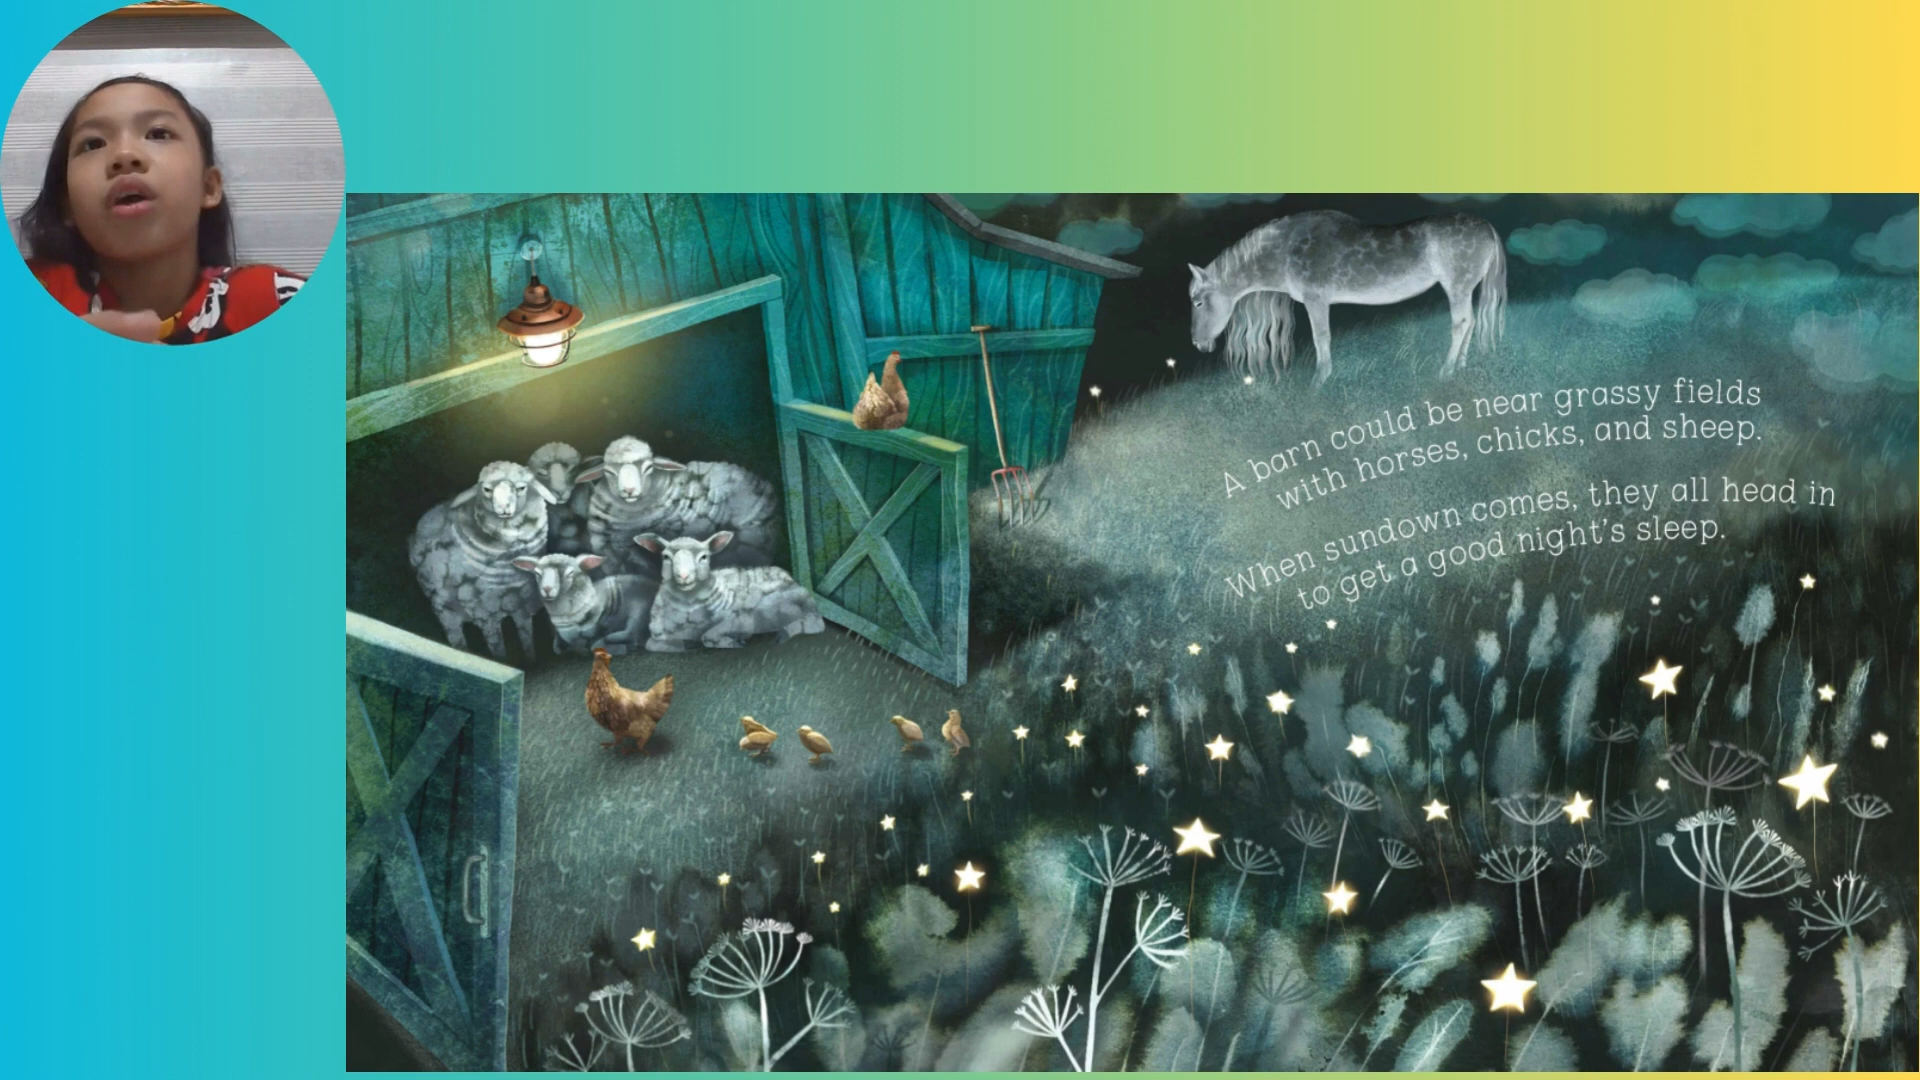 A barn could be near grassy fields
with horses, chicks, and sheep.
When sundown comes, they all head in
to get a good night's sleep.